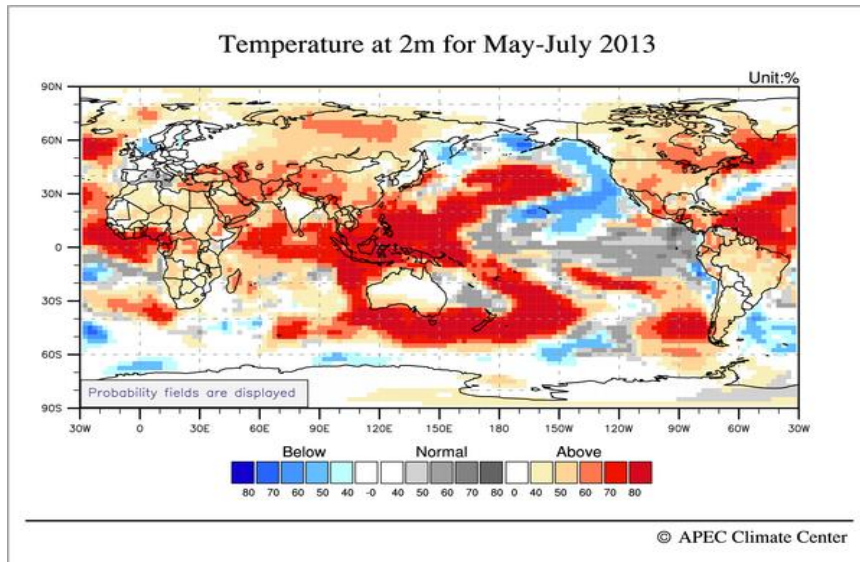 Temperature at 2m for May-July 2013
Unit:%
90N
60N
30N
0
30S
60S
90S
Probability fields are displayed
30W 0 30E 60E 90E 120E 150E 180 150W 120W 90W 60W 30W
Below Normal Above
80 70 60 50 40 -0 40 50 60 70 80 0 40 50 60 70 80
© APEC Climate Center